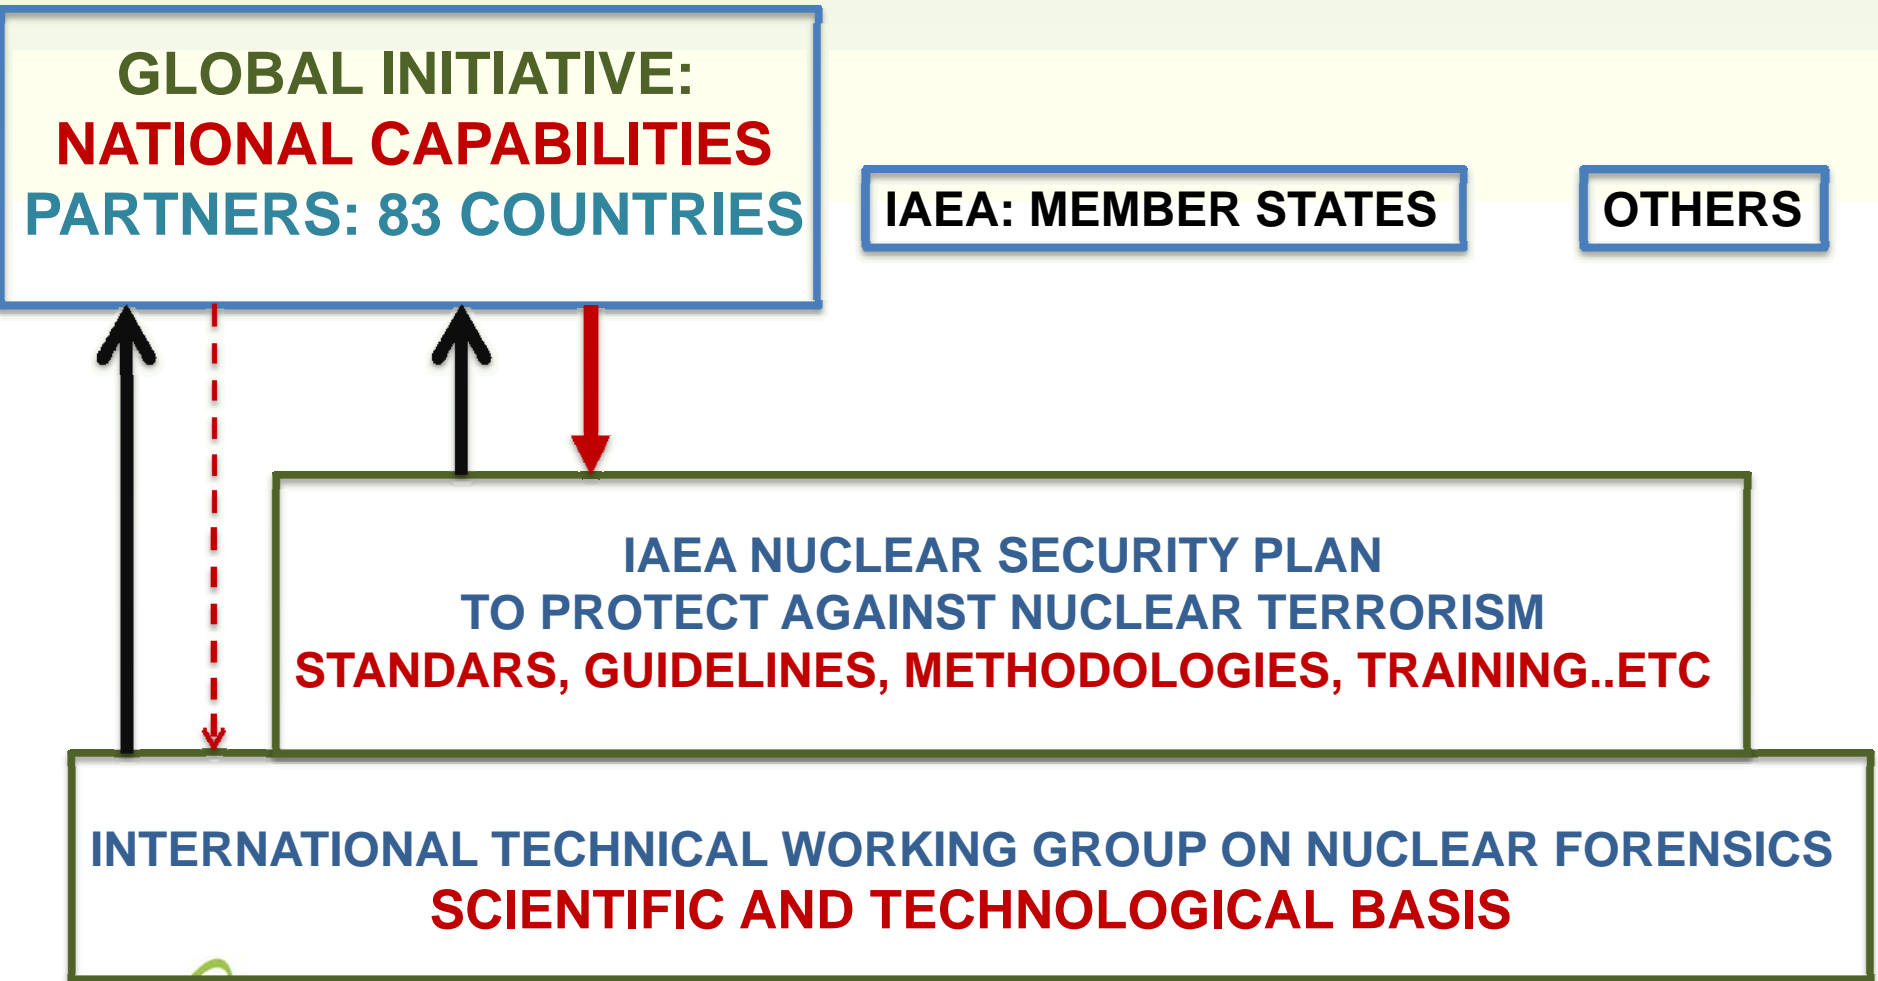 GLOBAL INITIATIVE:
NATIONAL CAPABILITIES
PARTNERS: 83 COUNTRIES
IAEA: MEMBER STATES
OTHERS
IAEA NUCLEAR SECURITY PLAN
TO PROTECT AGAINST NUCLEAR TERRORISM
STANDARS, GUIDELINES, METHODOLOGIES, TRAINING..ETC
INTERNATIONAL TECHNICAL WORKING GROUP ON NUCLEAR FORENSICS
SCIENTIFIC AND TECHNOLOGICAL BASIS